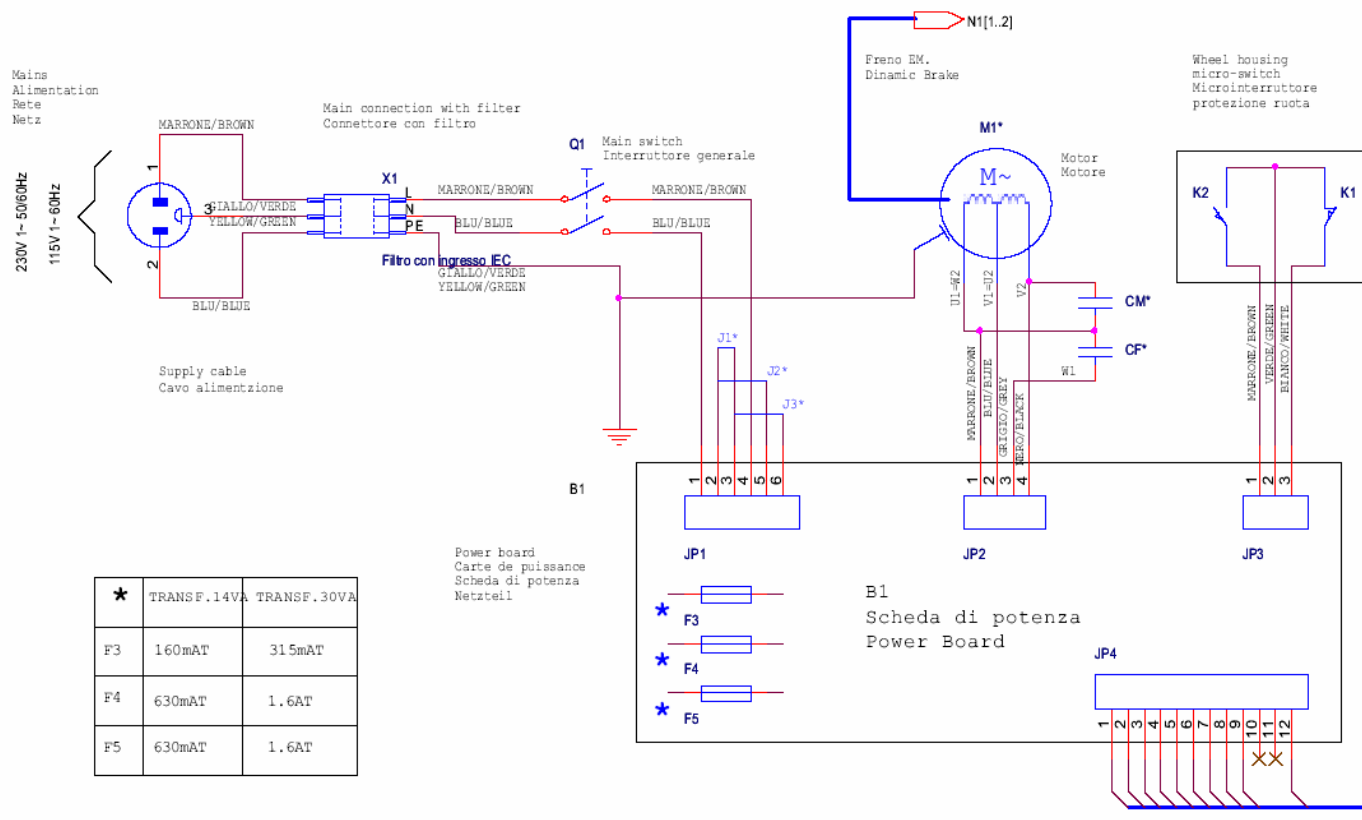 N1[1..2]
Freno EM.
Dinamic Brake
Wheel housing
micro-switch
Microinterruttore
protezione ruota
Mains
Alimentation
Rete
Netz
Main connection with filter
Connettore con filtro
MARRONE/BROWN
Q1
Main switch
Interruttore generale
M1*
M~
Motor
Motore
230V 1~ 50/60Hz
115V 1~60Hz
1
2
3
GIALLO/VERDE
YELLOW/GREEN
BLU/BLUE
X1
L
N
PE
MARRONE/BROWN
MARRONE/BROWN
BLU/BLUE
BLU/BLUE
Filtro con ingresso IEC
GIALLO/VERDE
YELLOW/GREEN
K2
K1
U1=W2
V1=U2
V2
CM*
CF*
W1
MARRONE/BROWN
BLU/BLUE
GRIGIO/GREY
NERO/BLACK
MARRONE/BROWN
VERDE/GREEN
BIANCO/WHITE
Supply cable
Cavo alimentzione
J1*
J2*
J3*
B1
1 2 3 4 5 6
JP1
1 2 3 4
JP2
1 2 3
JP3
Power board
Carte de puissance
Scheda di potenza
Netzteil
* F3
* F4
* F5
B1
Scheda di potenza
Power Board
JP4
1 2 3 4 5 6 7 8 9 10 11 12
* TRANSF.14VA TRANSF.30VA
F3 160mAT 315mAT
F4 630mAT 1.6AT
F5 630mAT 1.6AT